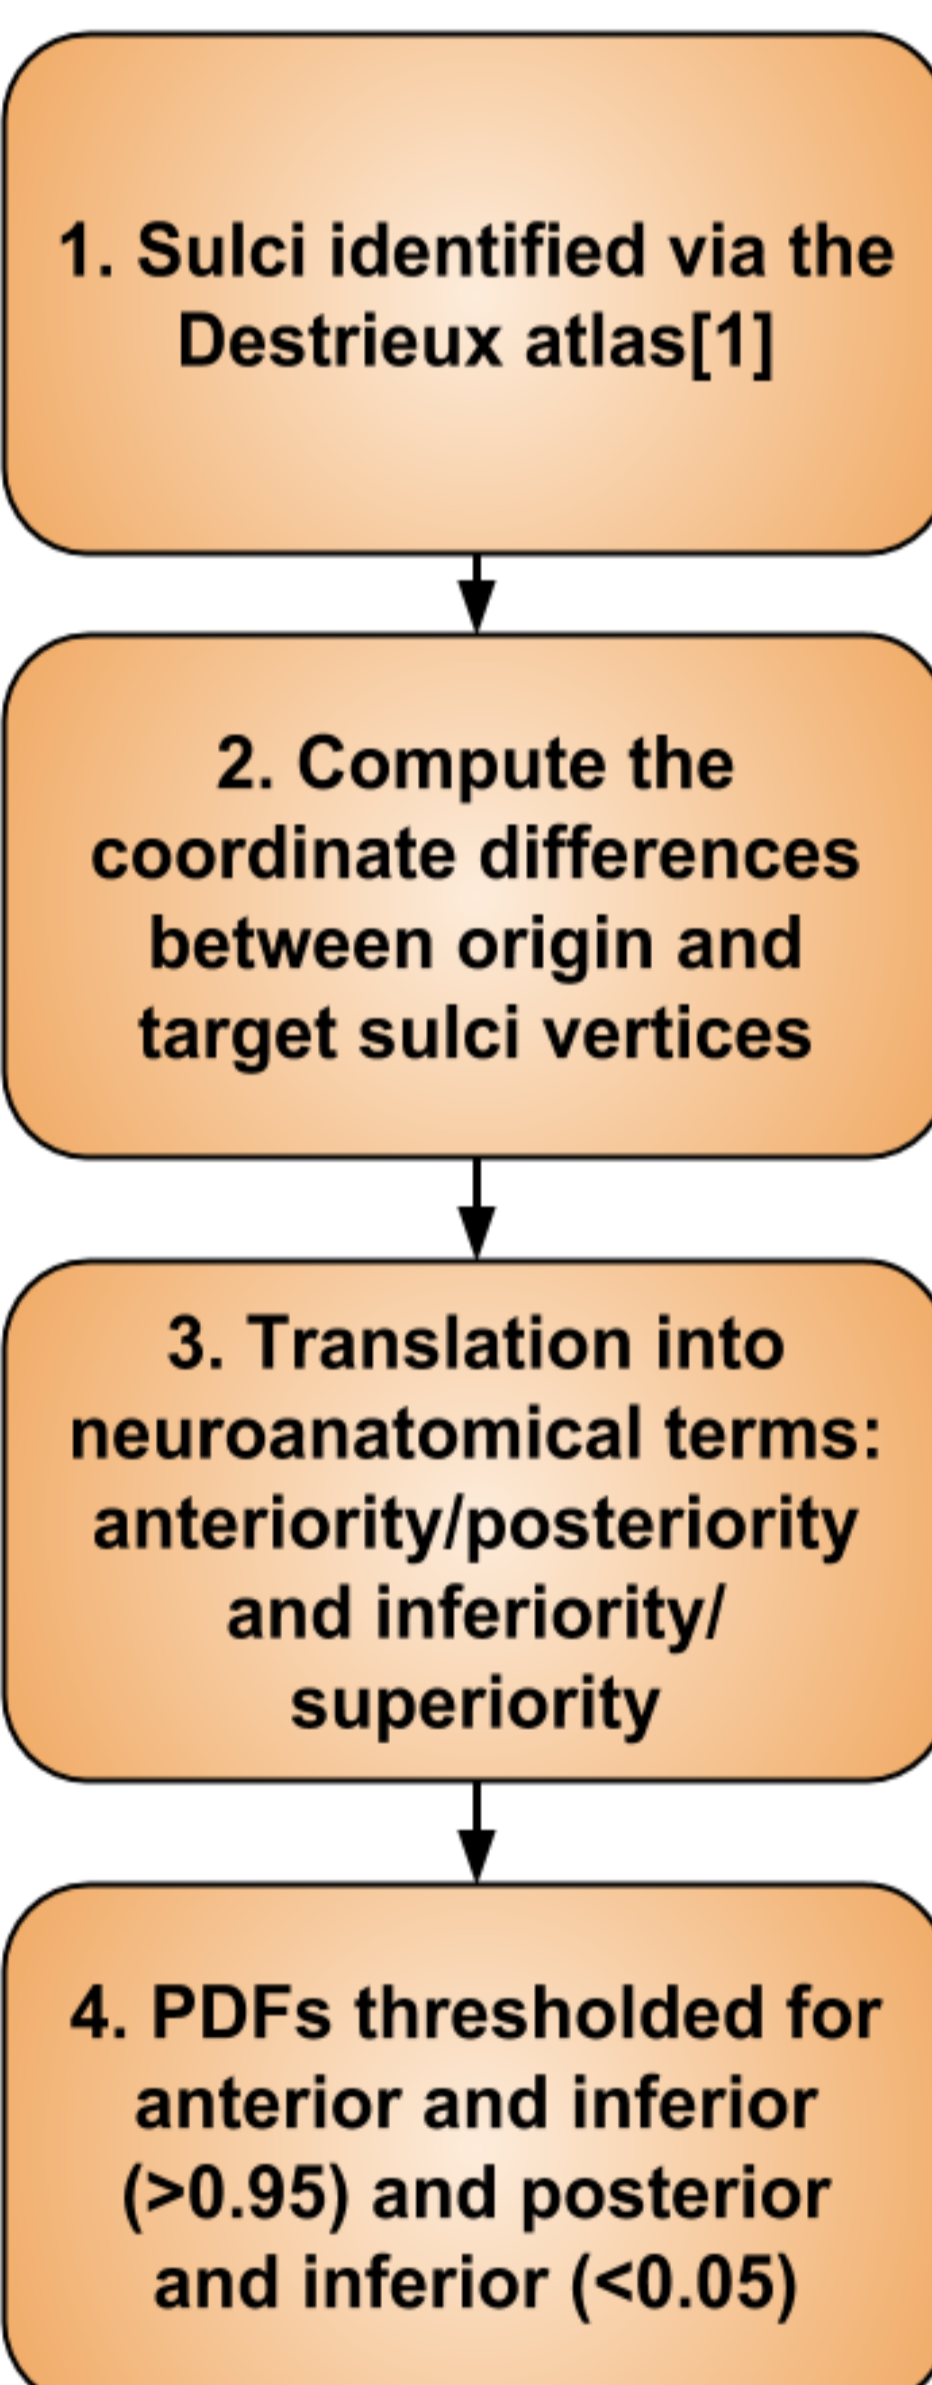 1. Sulci identified via the
Destrieux atlas[1]
2. Compute the
coordinate differences
between origin and
target sulci vertices
3. Translation into
neuroanatomical terms:
anteriority/posteriority
and inferiority/
superiority
4. PDFs thresholded for
anterior and inferior
(>0.95) and posterior
and inferior (<0.05)